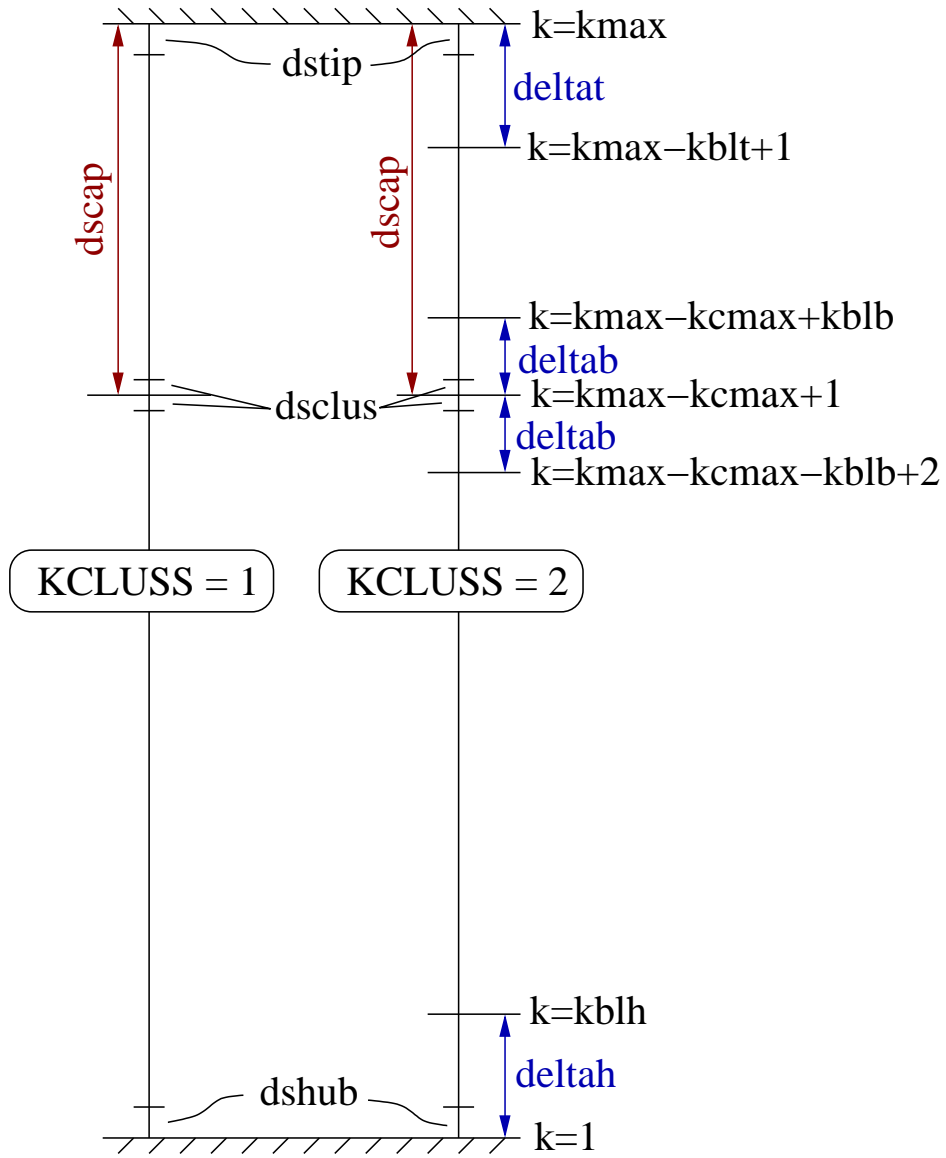 k=kmax
dstip
deltat
k=kmax−kblt+1
dscap
dscap
k=kmax−kcmax+kblb
deltab
k=kmax−kcmax+1
dsclus
deltab
k=kmax−kcmax−kblb+2
KCLUSS = 1
KCLUSS = 2
k=kblh
deltah
dshub
k=1